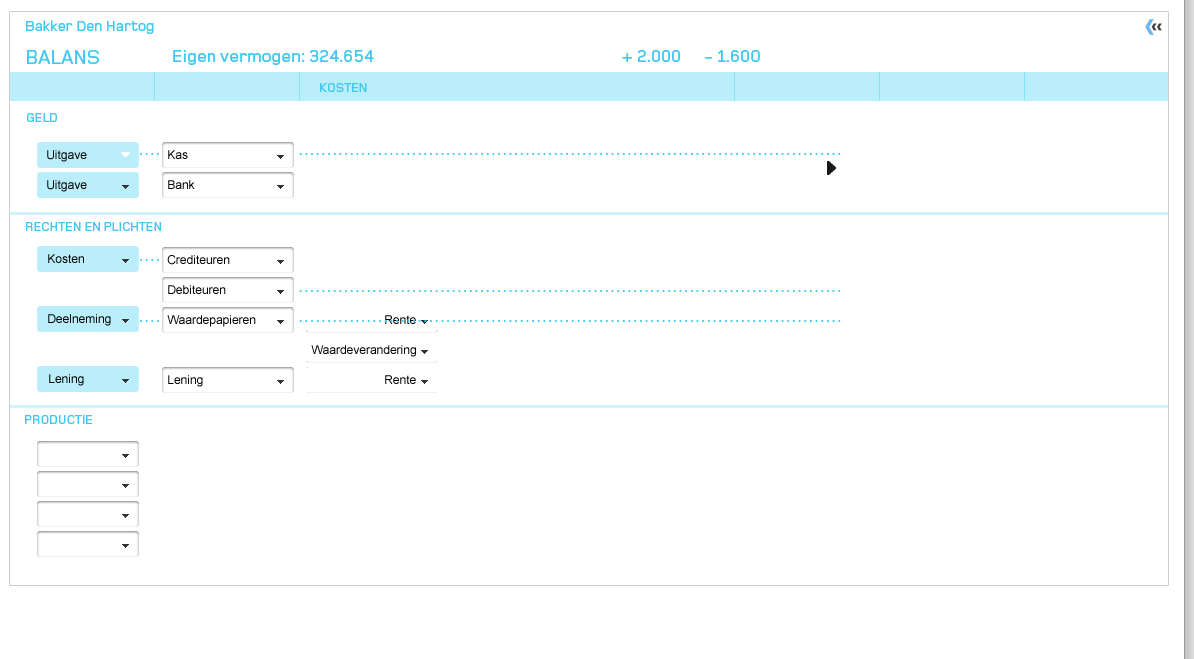 Bakker Den Hartog
BALANS Eigen vermogen: 324.654 + 2.000 - 1.600
KOSTEN
GELD
Uitgave Kas
Uitgave Bank
RECHTEN EN PLICHTEN
Kosten Crediteuren
Debiteuren
Deelneming Waardepapieren Rente
Waardeverandering
Lening Lening Rente
PRODUCTIE